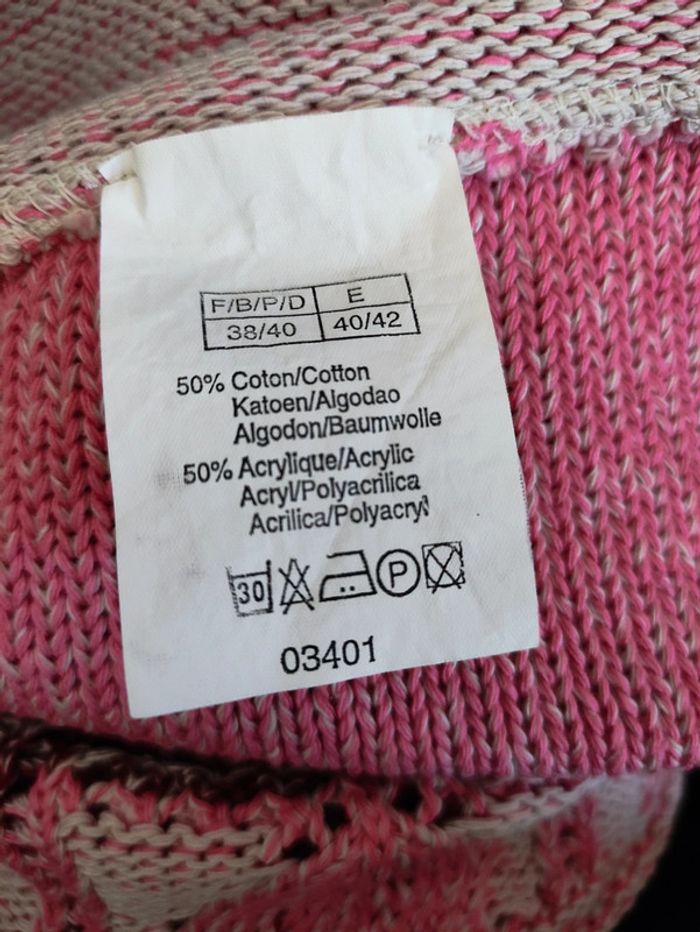 F/B/P/D E
38/40 40/42
50% Coton/Cotton
Katoen/Algodao
Algodon/Baumwolle
50% Acrylique/Acrylic
Acryl/Polyacrilica
Acrilica/Polyacryl
30 P
03401